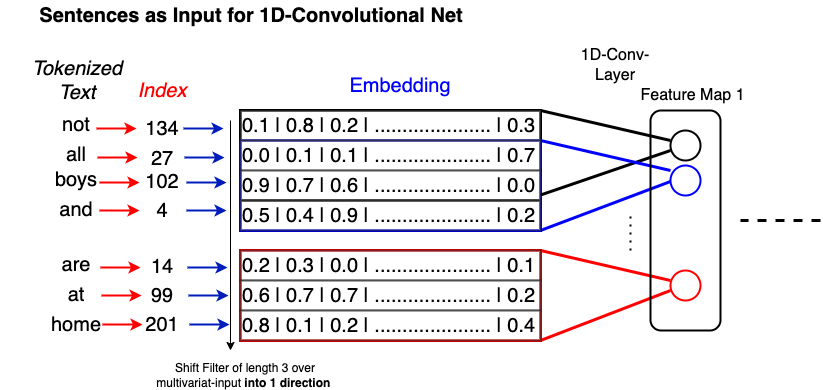 Sentences as Input for 1D-Convolutional Net
Tokenized
Text
Index
Embedding
1D-Conv-
Layer
Feature Map 1
not 134 0.1 | 0.8 | 0.2 | ...................... | 0.3
all 27 0.0 | 0.1 | 0.1 | ...................... | 0.7
boys 102 0.9 | 0.7 | 0.6 | ...................... | 0.0
and 4 0.5 | 0.4 | 0.9 | ...................... | 0.2
are 14 0.2 | 0.3 | 0.0 | ...................... | 0.1
at 99 0.6 | 0.7 | 0.7 | ...................... | 0.2
home 201 0.8 | 0.1 | 0.2 | ...................... | 0.4
Shift Filter of length 3 over
multivariat-input into 1 direction